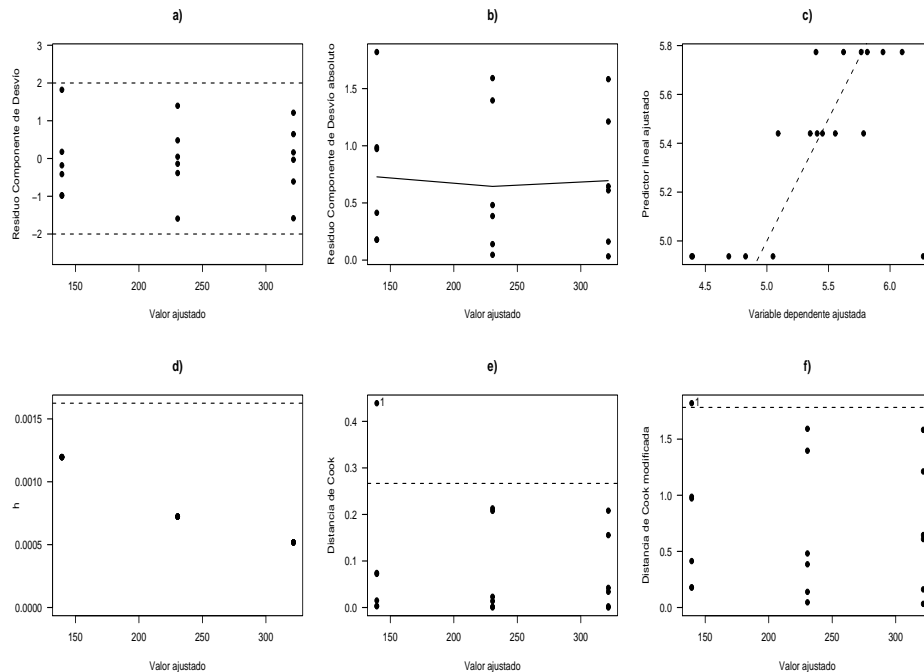 a)
Residuo Componente de Desvío
3
2
1
0
−1
−2
150 200 250 300
Valor ajustado
b)
Residuo Componente de Desvío absoluto
1.5
1.0
0.5
0.0
150 200 250 300
Valor ajustado
c)
Predictor lineal ajustado
5.8
5.6
5.4
5.2
5.0
4.5 5.0 5.5 6.0
Variable dependente ajustada
d)
h
0.0015
0.0010
0.0005
0.0000
150 200 250 300
Valor ajustado
e)
Distancia de Cook
0.4
0.3
0.2
0.1
0.0
1
150 200 250 300
Valor ajustado
f)
Distancia de Cook modificada
1.5
1.0
0.5
0.0
1
150 200 250 300
Valor ajustado